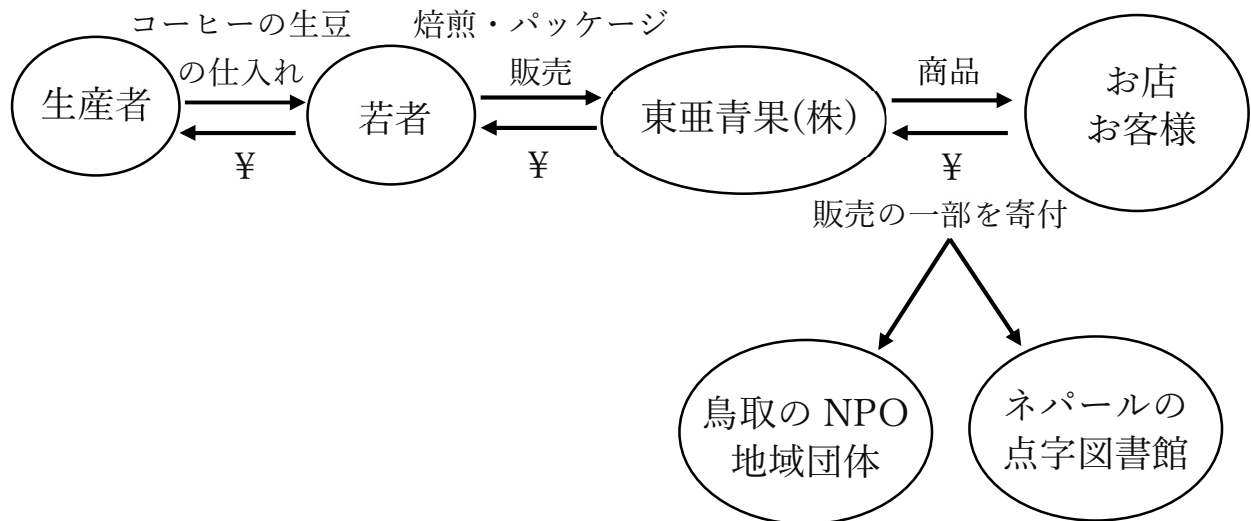 コーヒーの生豆
の仕入れ
焙煎・パッケージ
販売
商品
生産者
若者
東亜青果(株)
お店
お客様
¥
¥
¥
販売の一部を寄付
鳥取の NPO
地域団体
ネパールの
点字図書館